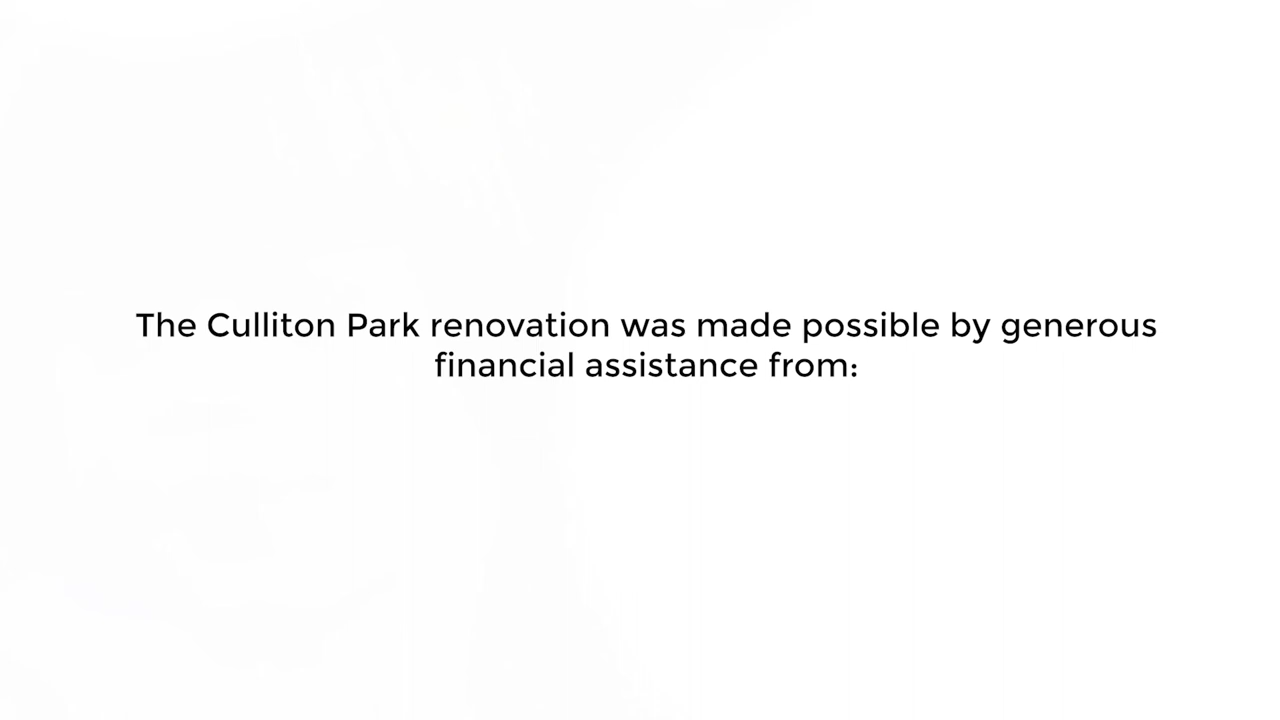 The Culliton Park renovation was made possible by generous
financial assistance from: